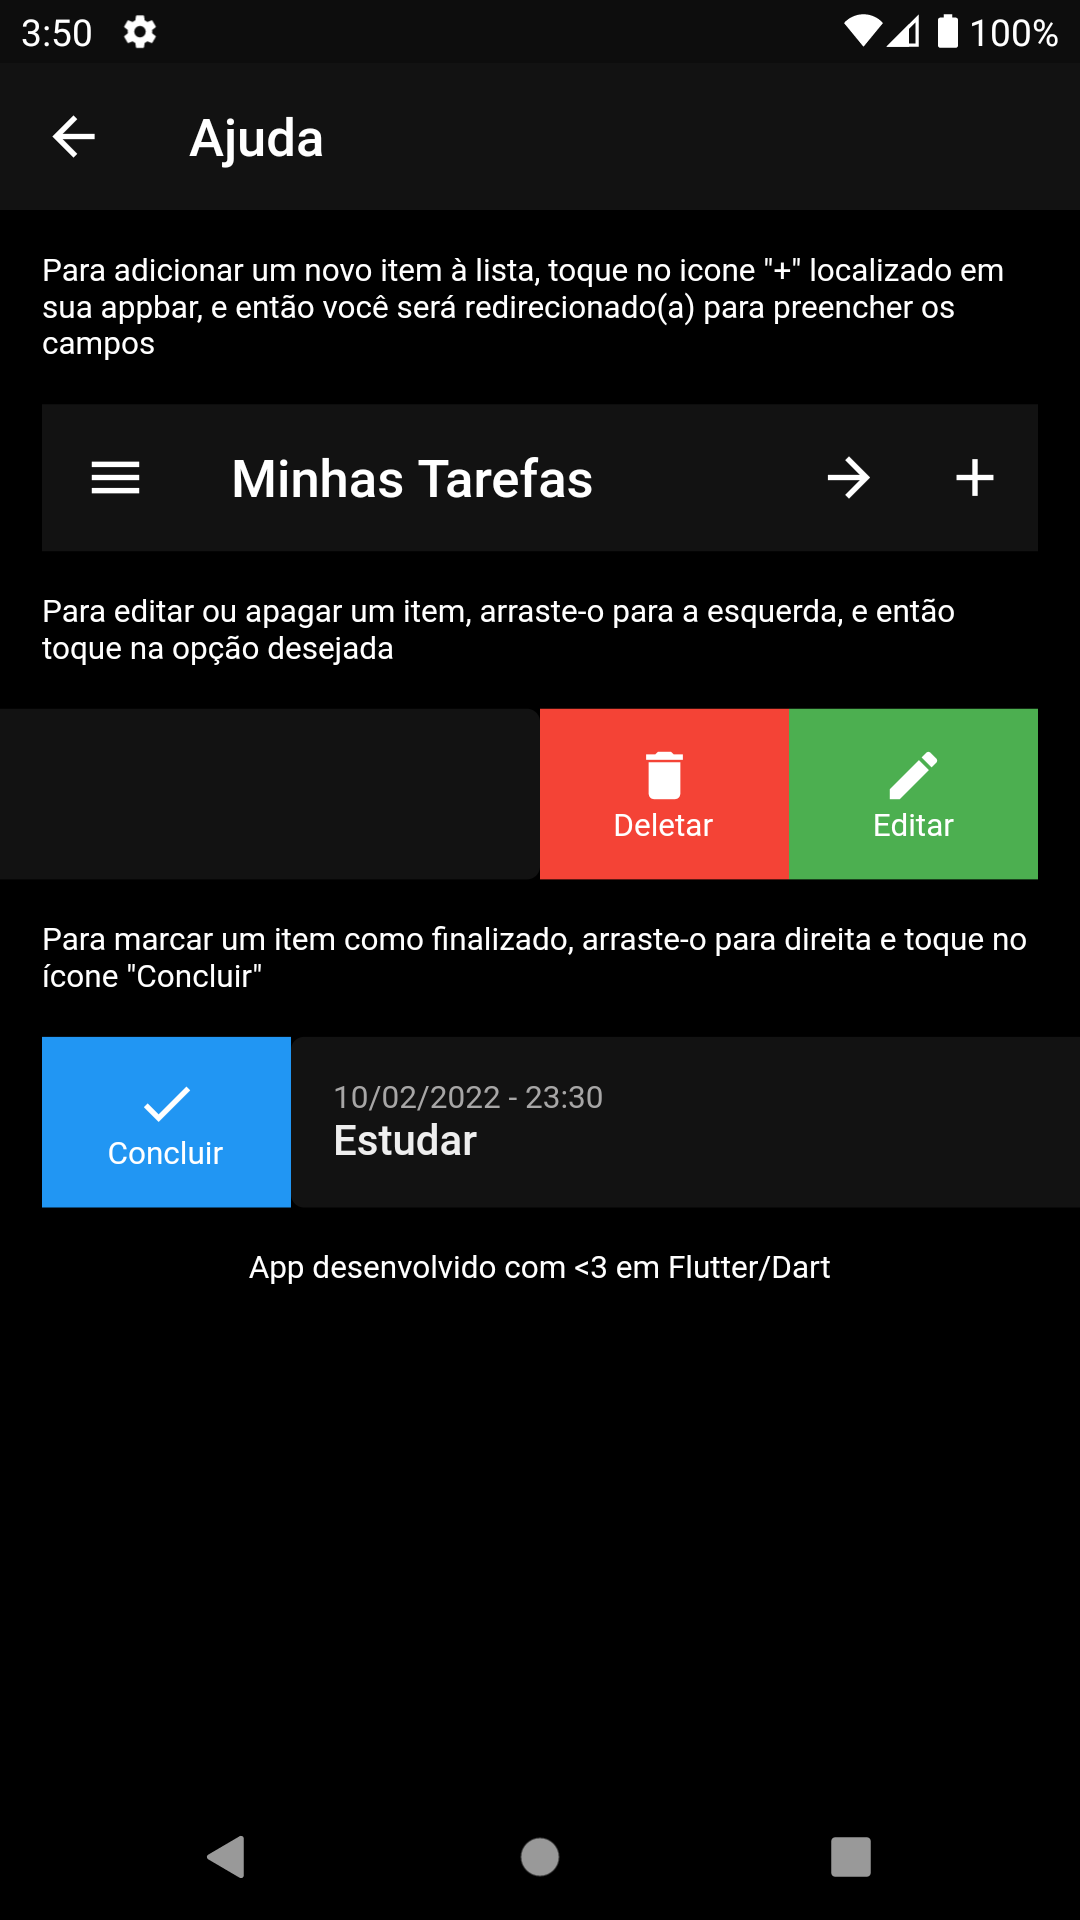 3:50
100%
Ajuda
Para adicionar um novo item à lista, toque no icone "+" localizado em
sua appbar, e então você será redirecionado(a) para preencher os
campos
Minhas Tarefas
Para editar ou apagar um item, arraste-o para a esquerda, e então
toque na opção desejada
Deletar
Editar
Para marcar um item como finalizado, arraste-o para direita e toque no
ícone "Concluir"
Concluir
10/02/2022 - 23:30
Estudar
App desenvolvido com <3 em Flutter/Dart